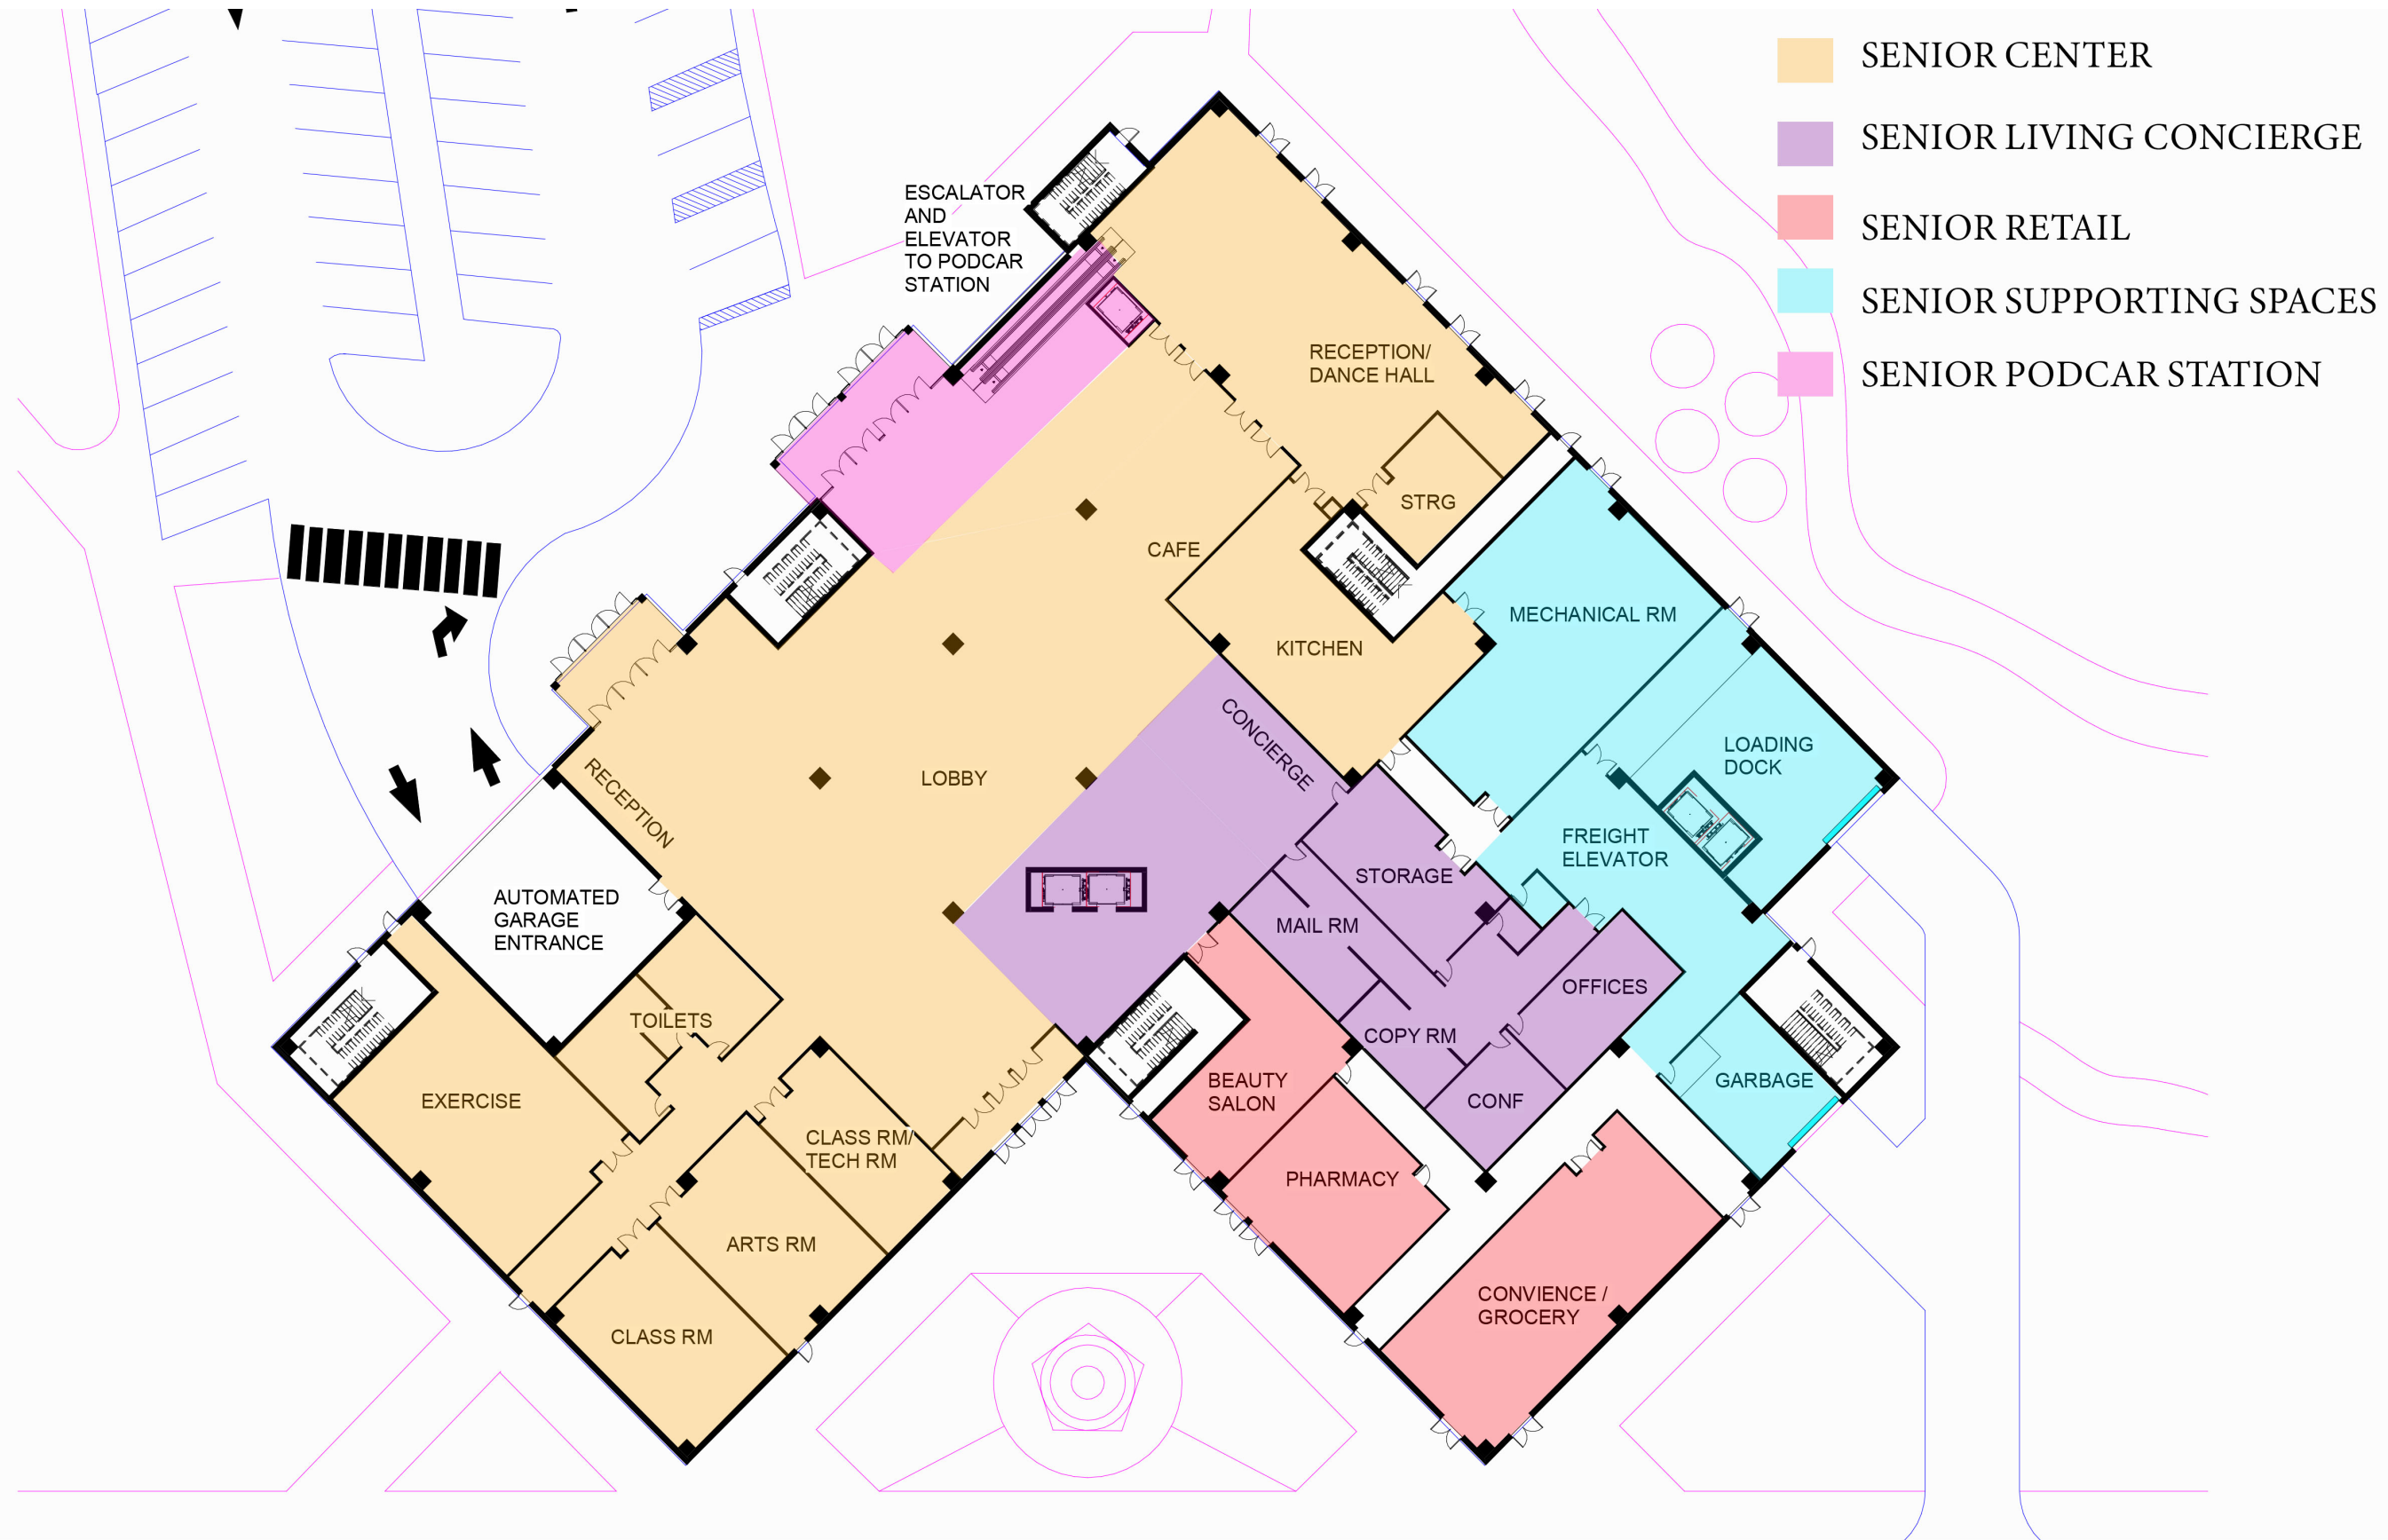 SENIOR CENTER
SENIOR LIVING CONCIERGE
SENIOR RETAIL
SENIOR SUPPORTING SPACES
SENIOR PODCAR STATION
ESCALATOR
AND
ELEVATOR
TO PODCAR
STATION
RECEPTION/
DANCE HALL
STRG
CAFE
MECHANICAL RM
KITCHEN
CONCIERGE
LOADING
DOCK
RECEPTION
LOBBY
FREIGHT
ELEVATOR
STORAGE
AUTOMATED
GARAGE
ENTRANCE
MAIL RM
OFFICES
TOILETS
COPY RM
EXERCISE
BEAUTY
SALON
GARBAGE
CONF
CLASS RM/
TECH RM
PHARMACY
ARTS RM
CONVIENCE /
GROCERY
CLASS RM